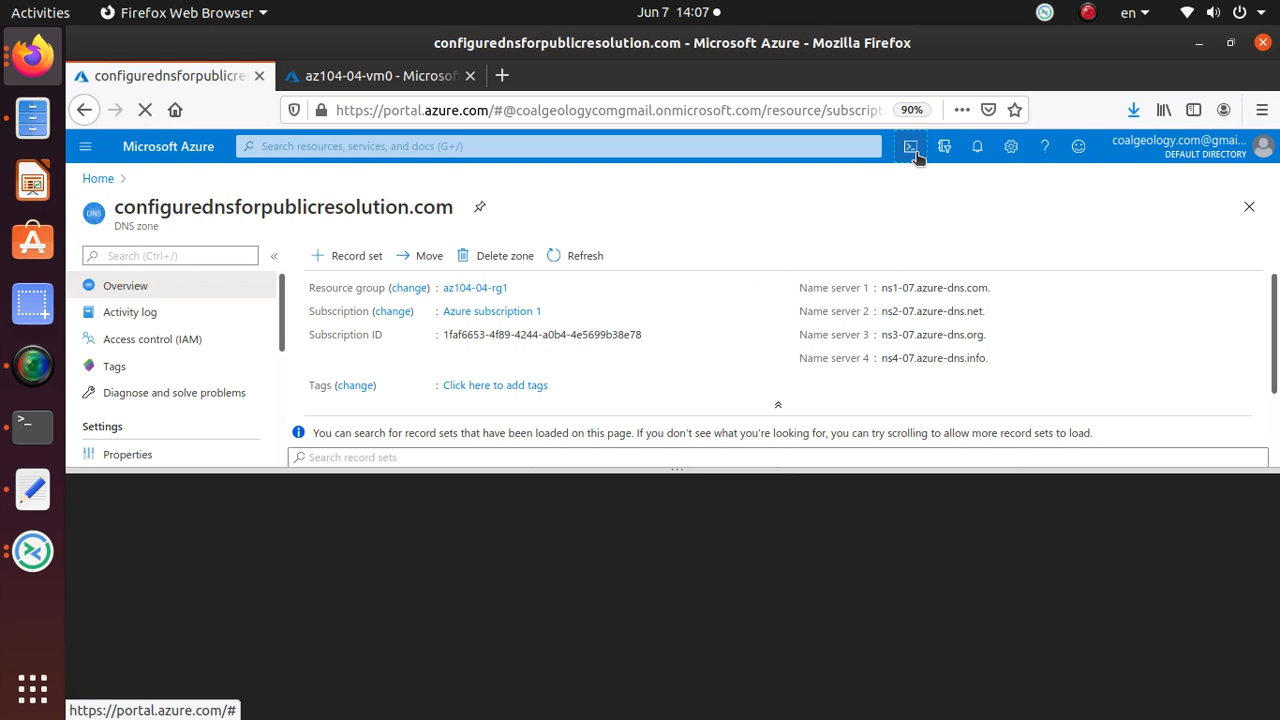 Activities Firefox Web Browser Jun 7 14:07 en
configurednsforpublicresolution.com - Microsoft Azure - Mozilla Firefox
configurednsforpublicre az104-04-vm0 - Microsof
https://portal.azure.com/#@coalgeologycomgmail.onmicrosoft.com/resource/subscript 90%
Microsoft Azure Search resources, services, and docs (G+/) coalgeology.com@gmai...
DEFAULT DIRECTORY
Home
configurednsforpublicresolution.com
DNS
DNS zone
Search (Ctrl+/) « Record set Move Delete zone Refresh
Overview
Activity log
Access control (IAM)
Tags
Diagnose and solve problems
Settings
Properties
Resource group (change) : az104-04-rg1
Subscription (change) : Azure subscription 1
Subscription ID : 1faf6653-4f89-4244-a0b4-4e5699b38e78
Tags (change) : Click here to add tags
Name server 1 : ns1-07.azure-dns.com.
Name server 2 : ns2-07.azure-dns.net.
Name server 3 : ns3-07.azure-dns.org.
Name server 4 : ns4-07.azure-dns.info.
You can search for record sets that have been loaded on this page. If you don't see what you're looking for, you can try scrolling to allow more record sets to load.
Search record sets
https://portal.azure.com/#